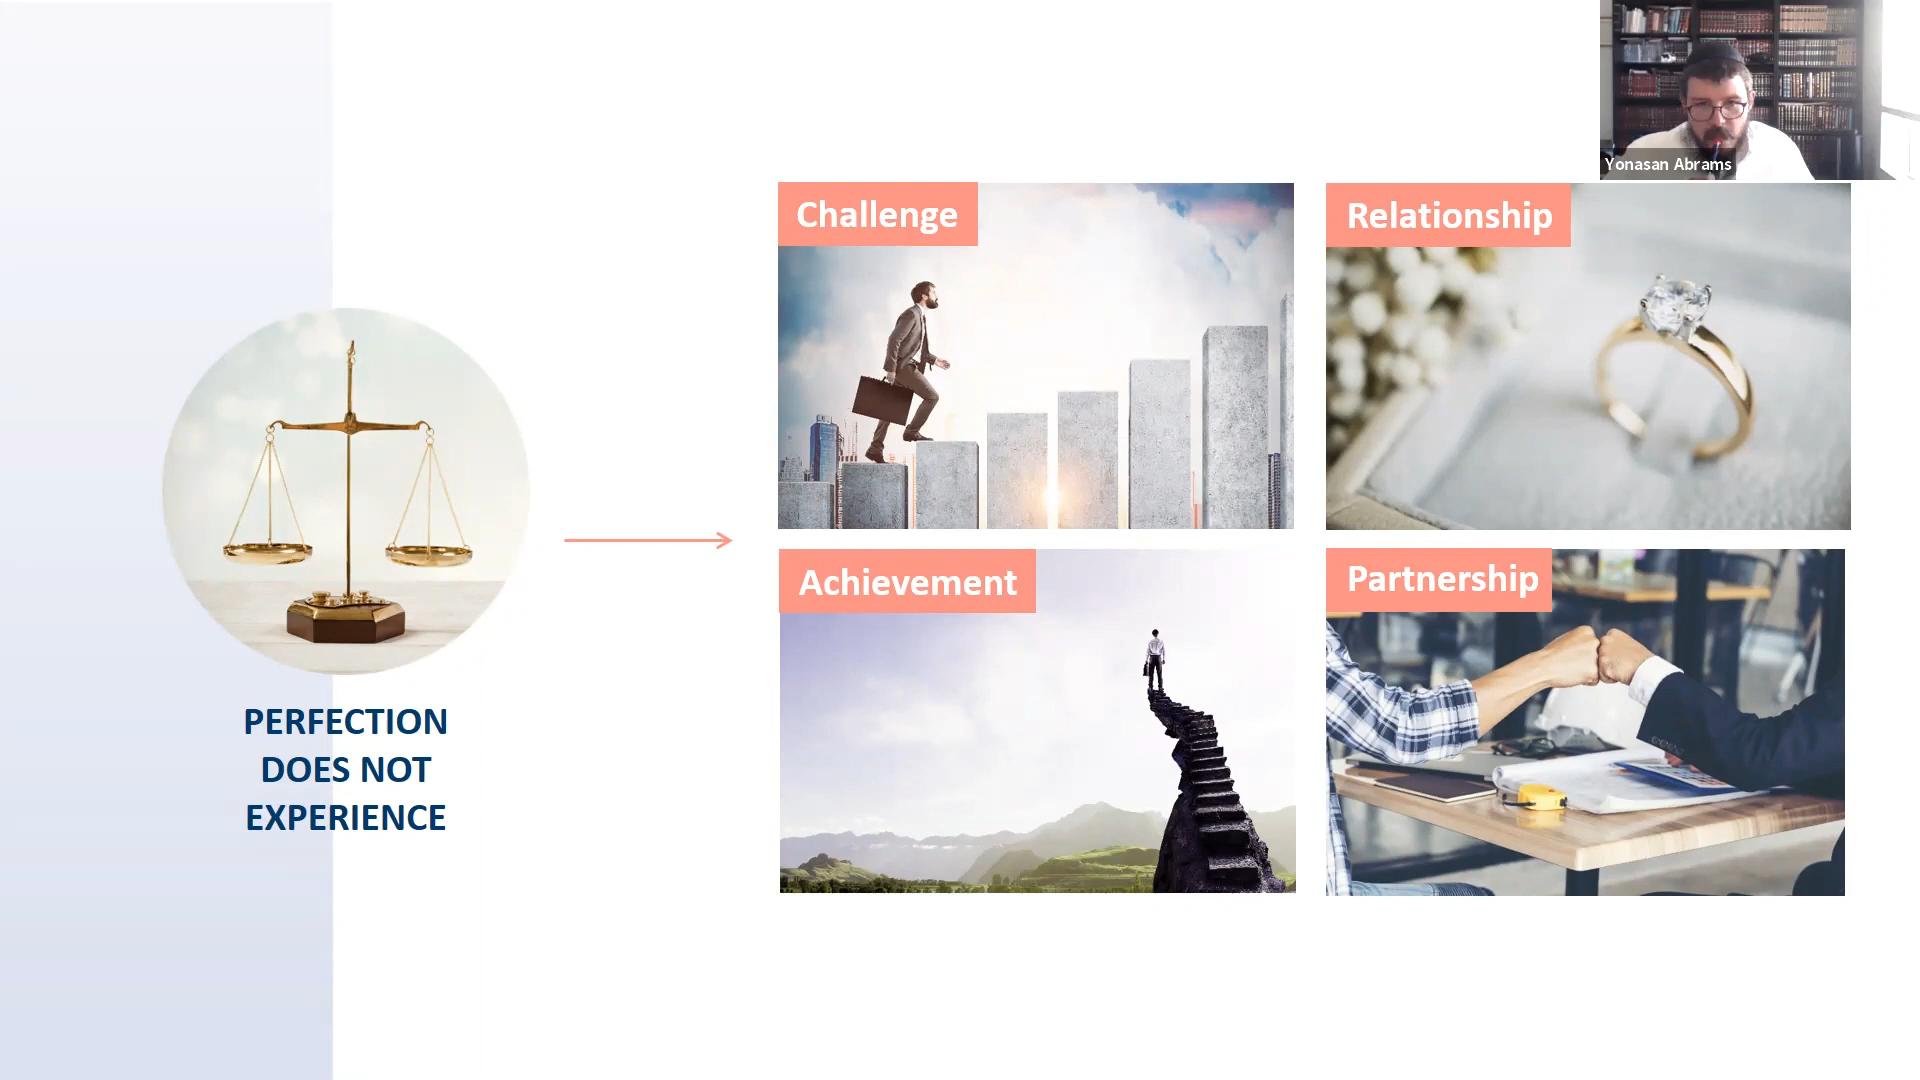 Yonasan Abrams
Challenge
Relationship
Achievement
Partnership
PERFECTION
DOES NOT
EXPERIENCE